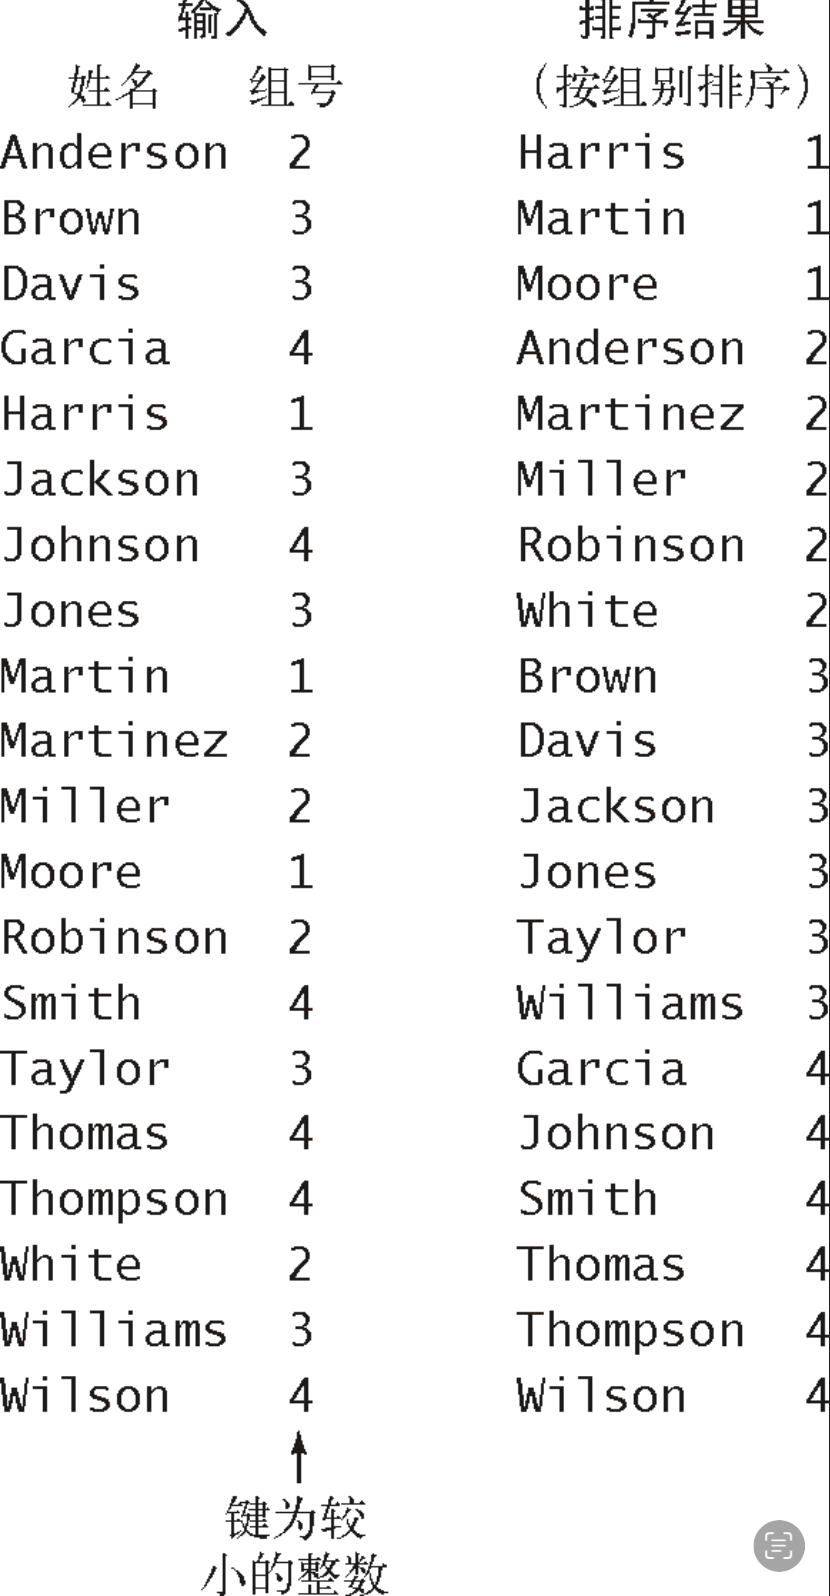 输入 排序结果
姓名 组号 （按组别排序）
Anderson 2 Harris 1
Brown 3 Martin 1
Davis 3 Moore 1
Garcia 4 Anderson 2
Harris 1 Martinez 2
Jackson 3 Miller 2
Johnson 4 Robinson 2
Jones 3 White 2
Martin 1 Brown 3
Martinez 2 Davis 3
Miller 2 Jackson 3
Moore 1 Jones 3
Robinson 2 Taylor 3
Smith 4 Williams 3
Taylor 3 Garcia 4
Thomas 4 Johnson 4
Thompson 4 Smith 4
White 2 Thomas 4
Williams 3 Thompson 4
Wilson 4 Wilson 4
键为较
小的整数